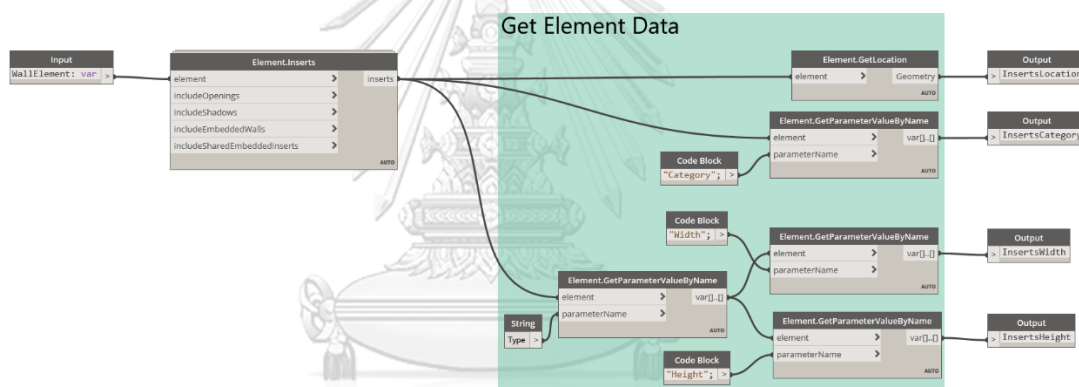 Get Element Data
Input
WallElement: var >
Element.Inserts
element > inserts
includeOpenings >
includeShadows >
includeEmbeddedWalls >
includeSharedEmbeddedInserts >
AUTO
Element.GetLocation
element > Geometry
AUTO
Output
> InsertsLocation
Element.GetParameterValueByName
element > var[]..[]
parameterName >
AUTO
Output
> InsertsCategory
Code Block
"Category"; >
Code Block
"Width"; >
Element.GetParameterValueByName
element > var[]..[]
parameterName >
AUTO
Output
> InsertsWidth
Element.GetParameterValueByName
element > var[]..[]
parameterName >
AUTO
String
Type >
Element.GetParameterValueByName
element > var[]..[]
parameterName >
AUTO
Output
> InsertsHeight
Code Block
"Height"; >